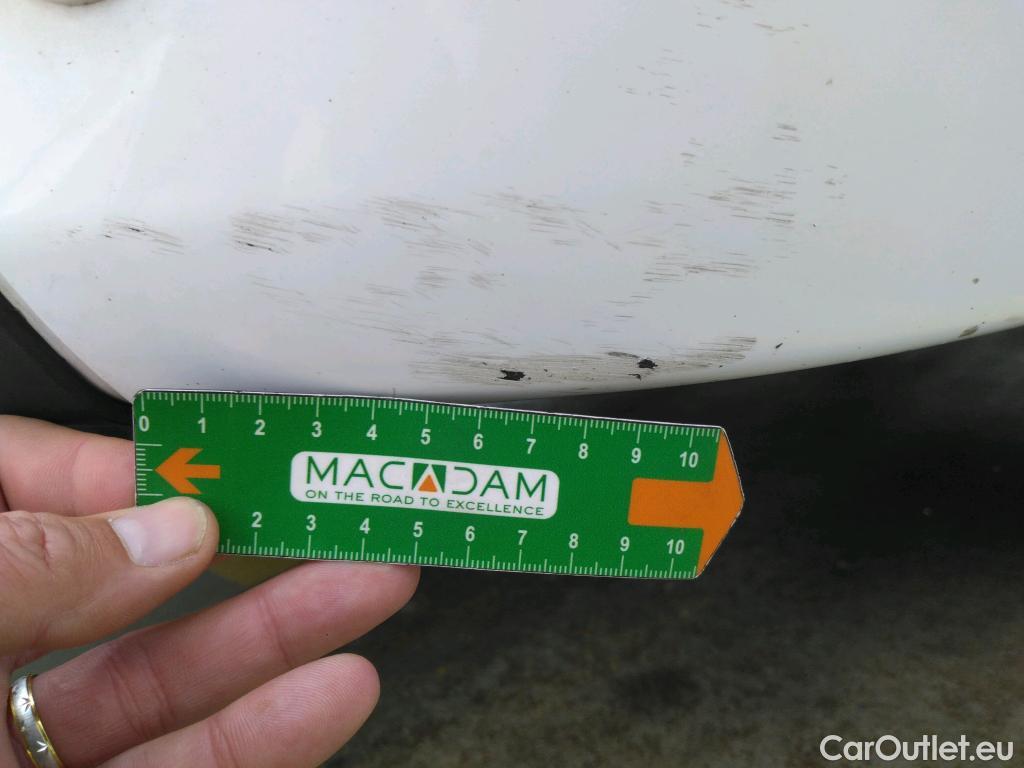 0 1 2 3 4 5 6 7 8 9 10
MACADAM
ON THE ROAD TO EXCELLENCE
2 3 4 5 6 7 8 9 10
CarOutlet.eu